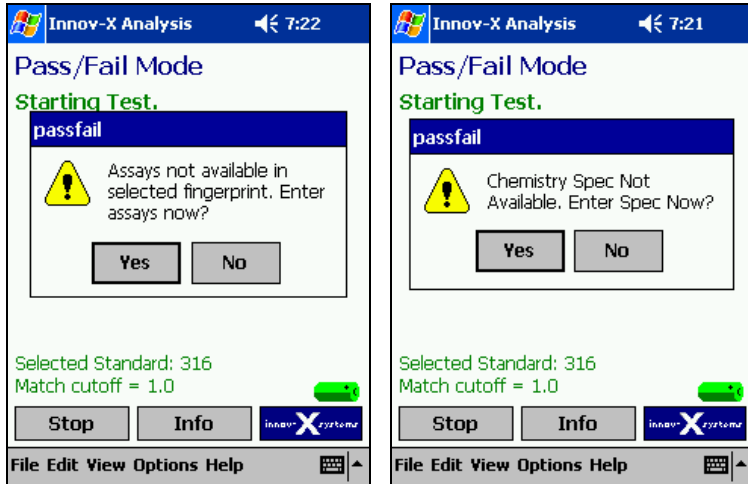 Innov-X Analysis 7:22
Pass/Fail Mode
Starting Test.
passfail
Assays not available in
selected fingerprint. Enter
assays now?
Yes No
Selected Standard: 316
Match cutoff = 1.0
Stop Info innov-X systems
File Edit View Options Help
Innov-X Analysis 7:21
Pass/Fail Mode
Starting Test.
passfail
Chemistry Spec Not
Available. Enter Spec Now?
Yes No
Selected Standard: 316
Match cutoff = 1.0
Stop Info innov-X systems
File Edit View Options Help